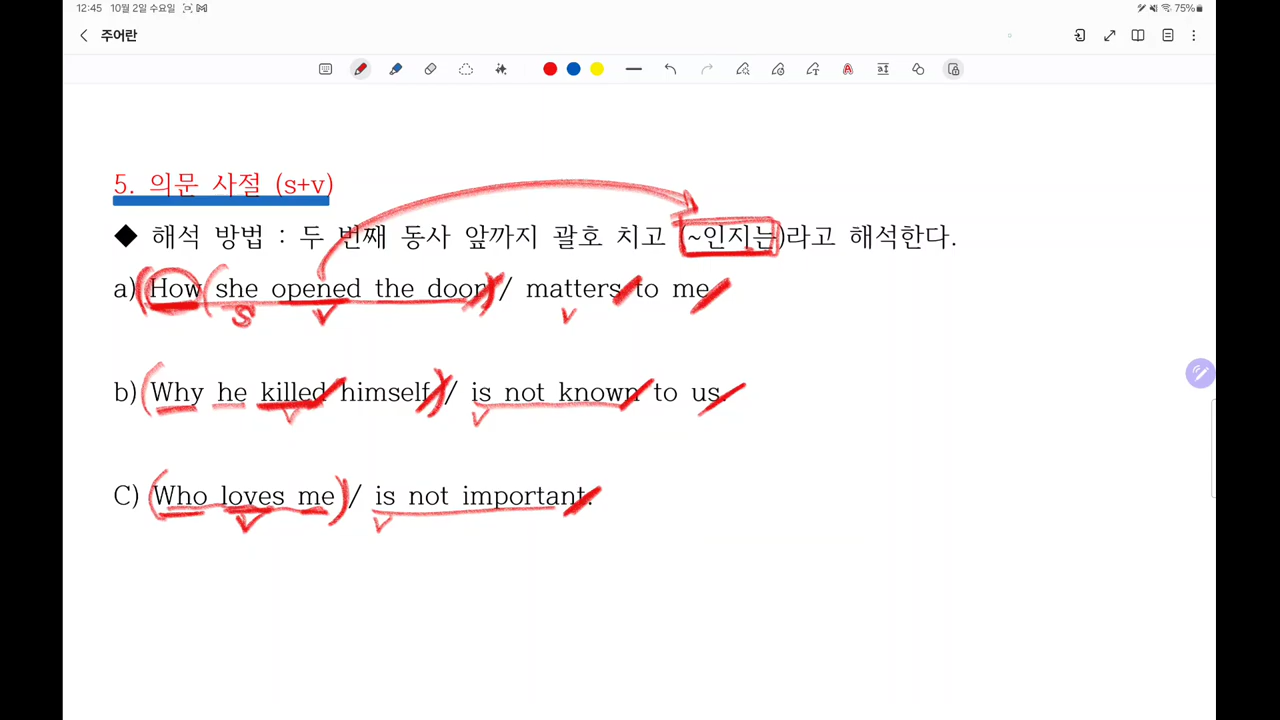 12:45 10월 2일 수요일
75%
주어란
5. 의문 사절 (s+v)
◆ 해석 방법 : 두 번째 동사 앞까지 괄호 치고 (~인지는)라고 해석한다.
a) (How (she opened the door) / matters to me
s v v
b) (Why he killed himself) / is not known to us.
v v
C) (Who loves me) / is not important.
v v